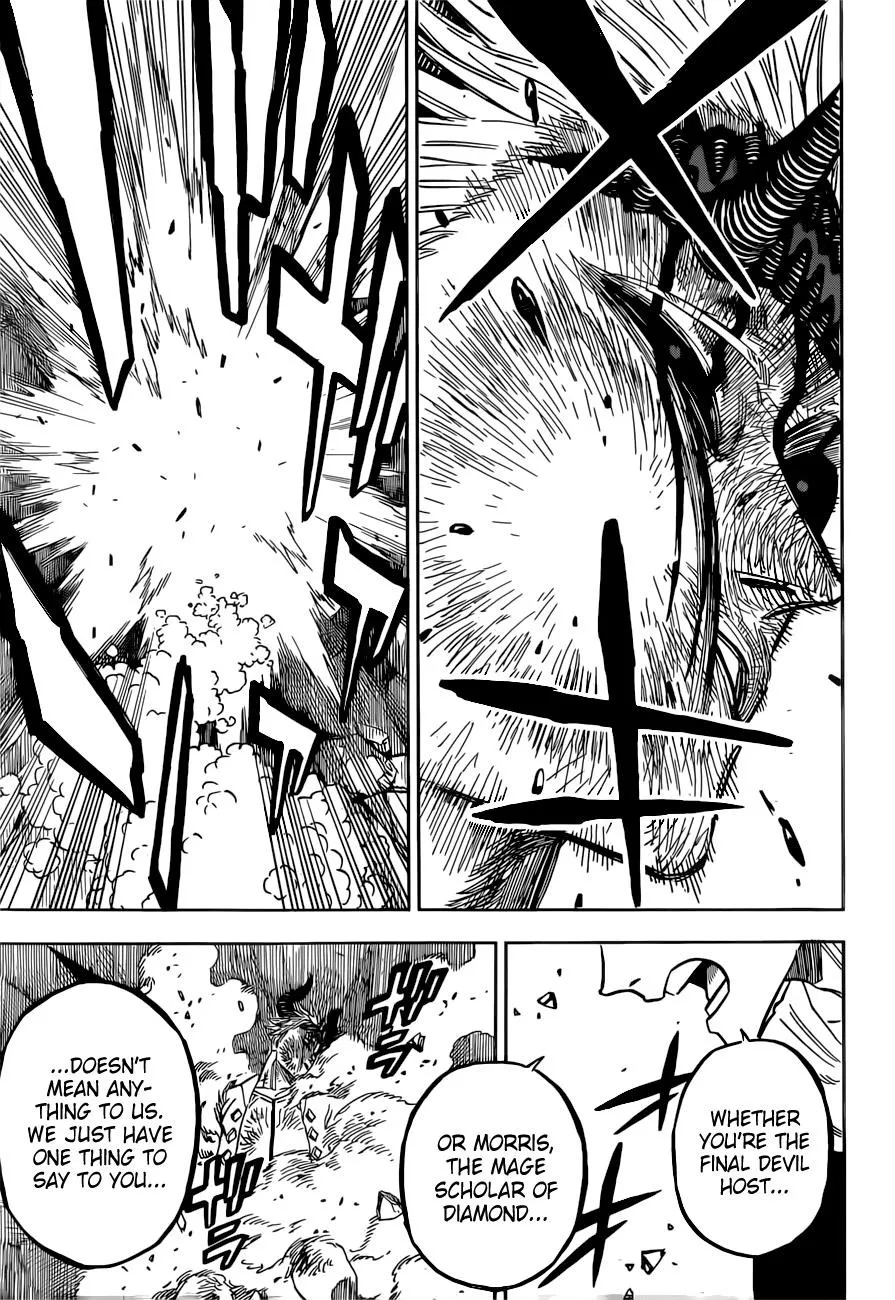 WHETHER
YOU'RE THE
FINAL DEVIL
HOST...
OR MORRIS,
THE MAGE
SCHOLAR OF
DIAMOND...
...DOESN'T
MEAN ANY-
THING TO US.
WE JUST HAVE
ONE THING TO
SAY TO YOU...